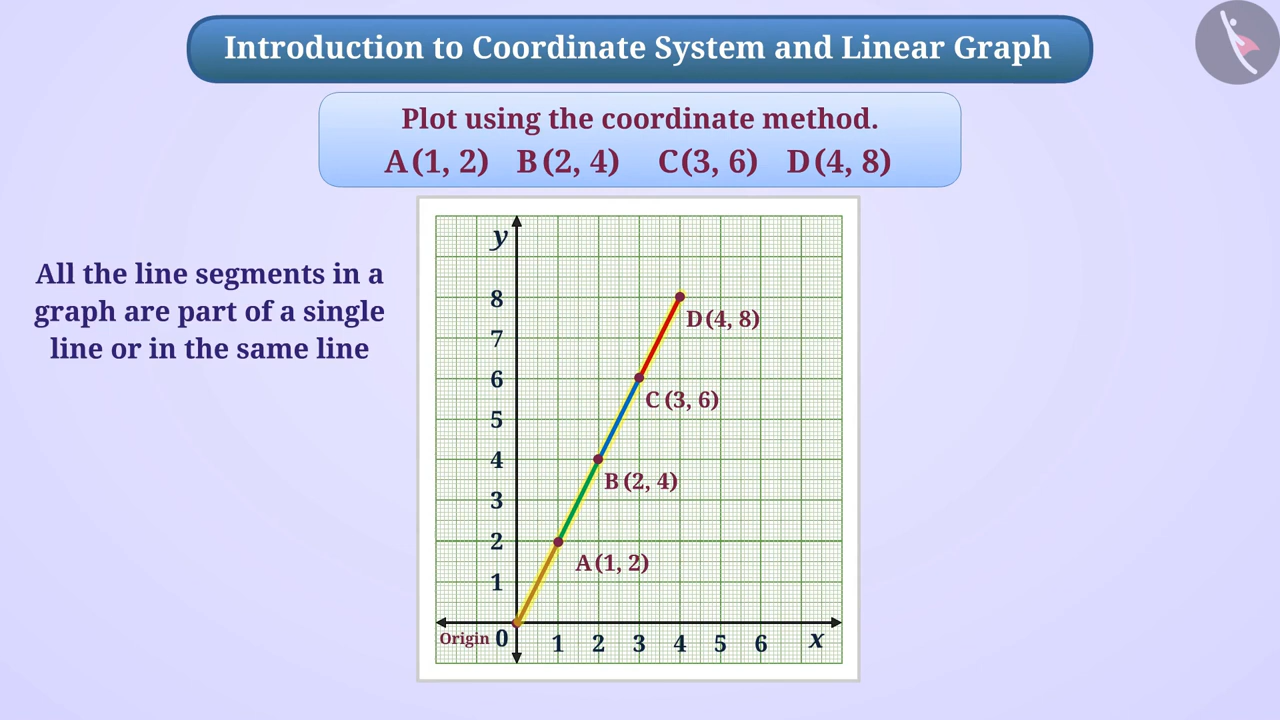 Introduction to Coordinate System and Linear Graph
Plot using the coordinate method.
A(1, 2) B(2, 4) C(3, 6) D(4, 8)
All the line segments in a
graph are part of a single
line or in the same line
y
8
D(4, 8)
7
6
C (3, 6)
5
4
B (2, 4)
3
2
A (1, 2)
1
Origin 0 1 2 3 4 5 6 x